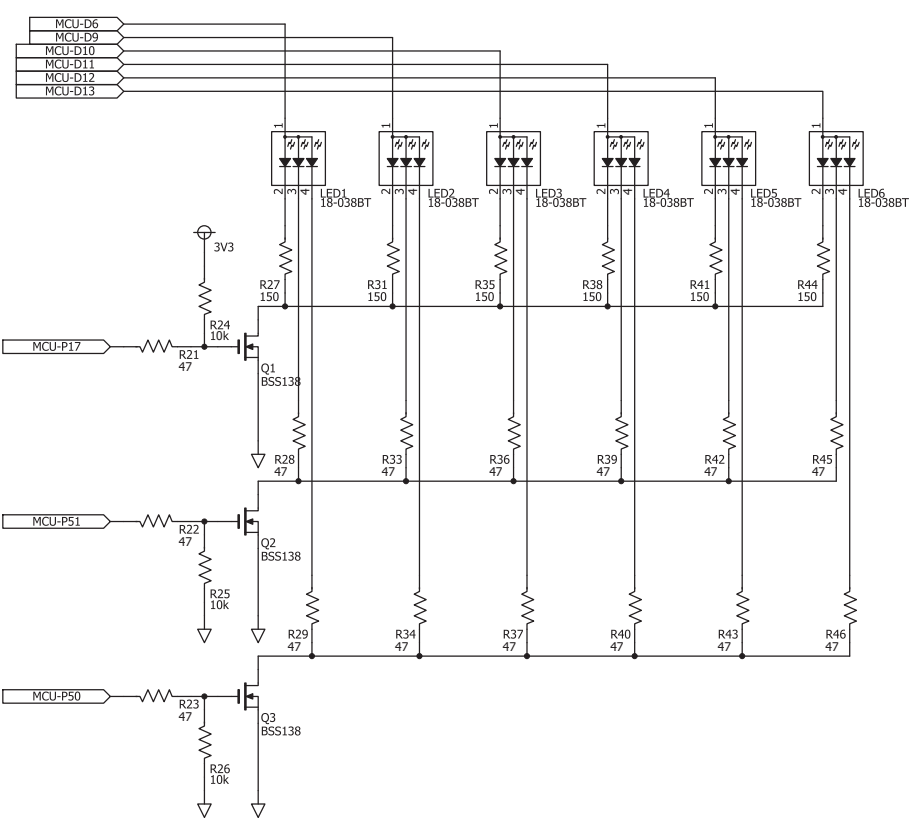 MCU-D6
MCU-D9
MCU-D10
MCU-D11
MCU-D12
MCU-D13
1 1 1 1 1 1
2 3 4 2 3 4 2 3 4 2 3 4 2 3 4 2 3 4
LED1 LED2 LED3 LED4 LED5 LED6
18-038BT 18-038BT 18-038BT 18-038BT 18-038BT 18-038BT
3V3
R27 R31 R35 R38 R41 R44
150 150 150 150 150 150
R24
10k
MCU-P17
R21
47
Q1
BSS138
R28 R33 R36 R39 R42 R45
47 47 47 47 47 47
MCU-P51
R22
47
Q2
BSS138
R25
10k
R29 R34 R37 R40 R43 R46
47 47 47 47 47 47
MCU-P50
R23
47
Q3
BSS138
R26
10k